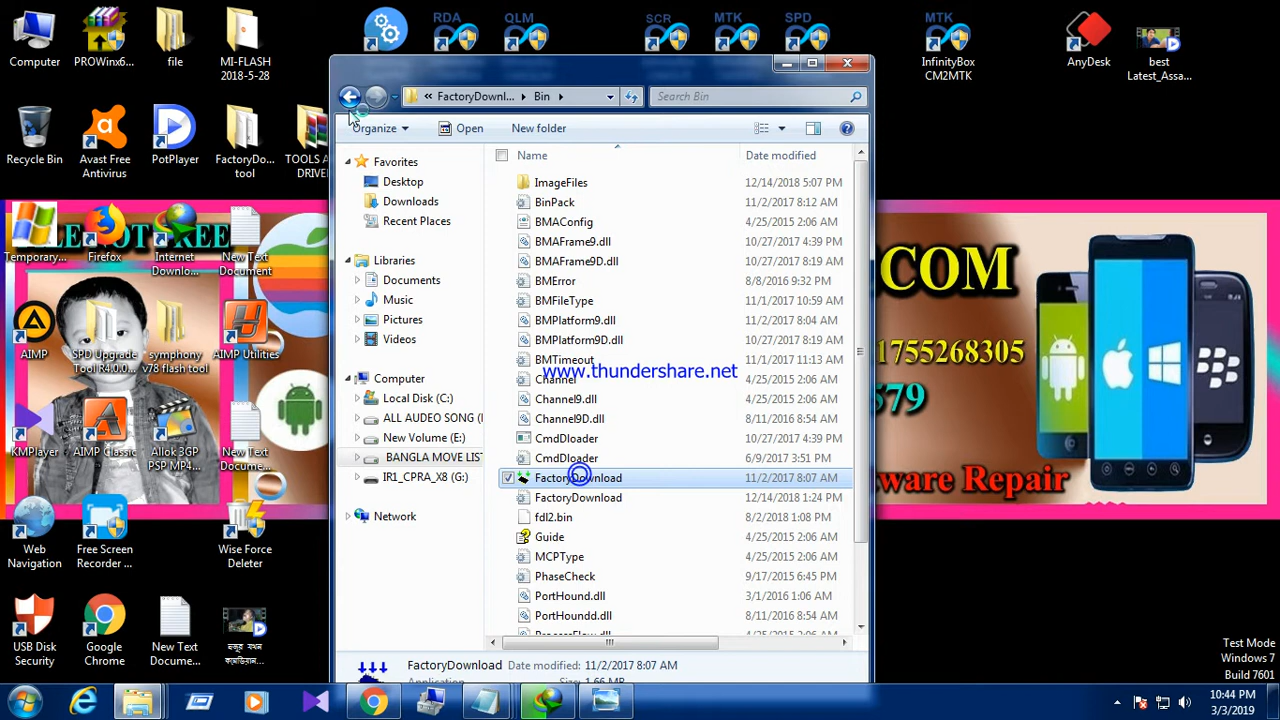 Computer
PROWinx6...
file
MI-FLASH
2018-5-28
RDA
QLM
SCR
MTK
SPD
MTK
InfinityBox
CM2MTK
AnyDesk
best
Latest_Assa...
Recycle Bin
Avast Free
Antivirus
PotPlayer
FactoryDo...
tool
TOOLS A
DRIVE
Temporary...
Firefox
Internet
Downlo...
New Text
Document
AIMP
SPD Upgrade
Tool R4.0.0...
symphony
v78 flash tool
AIMP Utilities
KMPlayer
AIMP Classic
Allok 3GP
PSP MP4...
New Text
Docume...
Web
Navigation
Free Screen
Recorder ...
Wise Force
Deleter
USB Disk
Security
Google
Chrome
New Text
Docume...
« FactoryDownl... Bin
Search Bin
Organize
Open
New folder
Favorites
Desktop
Downloads
Recent Places
Libraries
Documents
Music
Pictures
Videos
Computer
Local Disk (C:)
ALL AUDEO SONG (
New Volume (E:)
BANGLA MOVE LIST
IR1_CPRA_X8 (G:)
Network
Name Date modified
ImageFiles 12/14/2018 5:07 PM
BinPack 11/2/2017 8:12 AM
BMAConfig 4/25/2015 2:06 AM
BMAFrame9.dll 10/27/2017 4:39 PM
BMAFrame9D.dll 10/27/2017 8:19 AM
BMError 8/8/2016 9:32 PM
BMFileType 11/1/2017 10:59 AM
BMPlatform9.dll 11/2/2017 8:04 AM
BMPlatform9D.dll 10/27/2017 8:19 AM
BMTimeout 11/1/2017 11:13 AM
www.thundershare.net
Channel 4/25/2015 2:06 AM
Channel9.dll 4/25/2015 2:06 AM
Channel9D.dll 8/11/2016 8:54 AM
CmdDloader 10/27/2017 4:39 PM
CmdDloader 6/9/2017 3:51 PM
FactoryDownload 11/2/2017 8:07 AM
FactoryDownload 12/14/2018 1:24 PM
fdl2.bin 8/2/2018 1:08 PM
Guide 4/25/2015 2:06 AM
MCPType 4/25/2015 2:06 AM
PhaseCheck 9/17/2015 6:45 PM
PortHound.dll 3/1/2016 1:06 AM
PortHoundd.dll 8/11/2016 8:54 AM
ProcessFlow.dll 4/25/2015 2:06 AM
FactoryDownload Date modified: 11/2/2017 8:07 AM
Application 1.66 MB
COM
1755268305
579
ware Repair
Test Mode
Windows 7
Build 7601
10:44 PM
3/3/2019